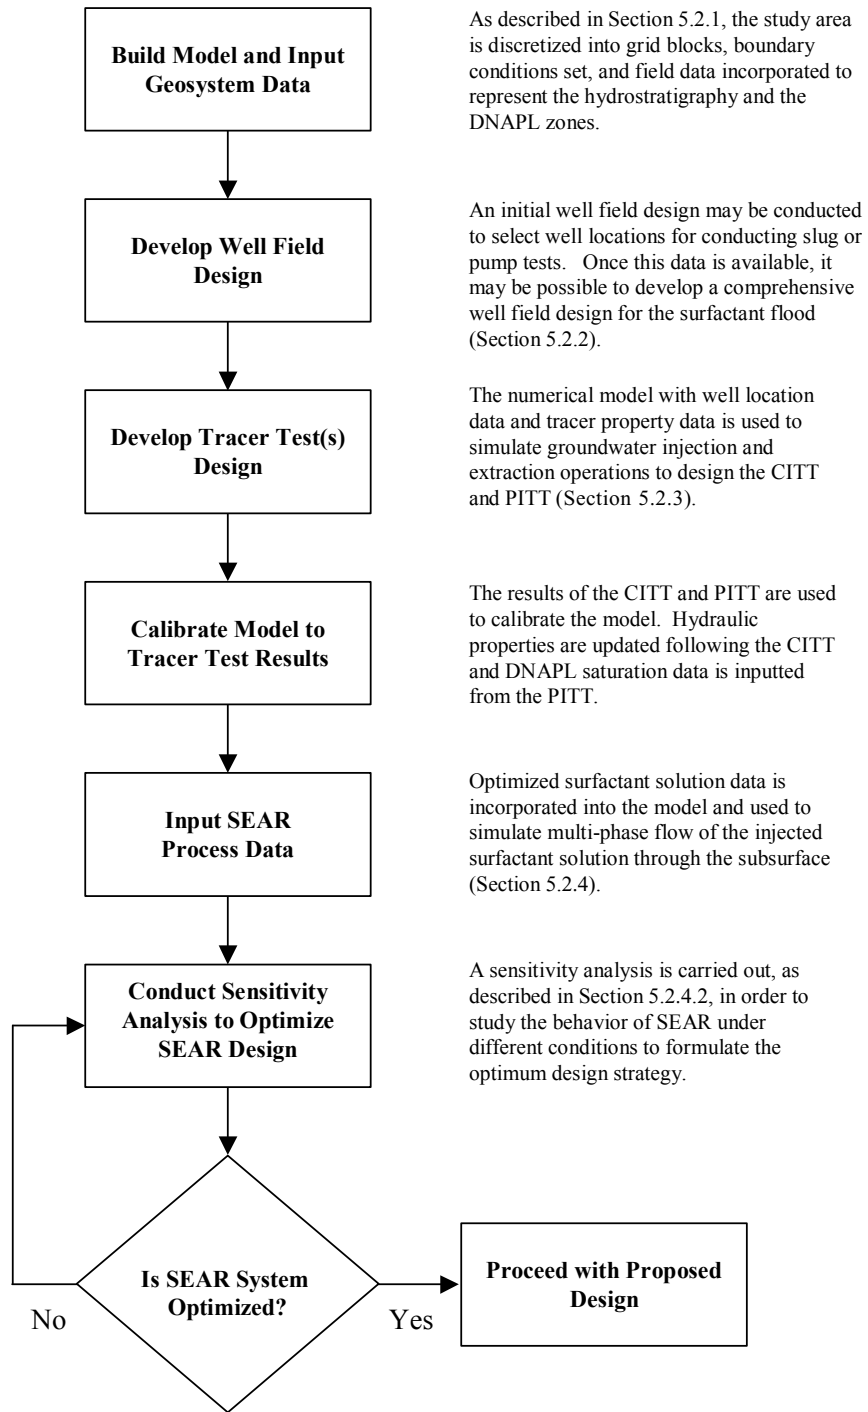 Build Model and Input
Geosystem Data
As described in Section 5.2.1, the study area
is discretized into grid blocks, boundary
conditions set, and field data incorporated to
represent the hydrostratigraphy and the
DNAPL zones.
Develop Well Field
Design
An initial well field design may be conducted
to select well locations for conducting slug or
pump tests.   Once this data is available, it
may be possible to develop a comprehensive
well field design for the surfactant flood
(Section 5.2.2).
Develop Tracer Test(s)
Design
The numerical model with well location
data and tracer property data is used to
simulate groundwater injection and
extraction operations to design the CITT
and PITT (Section 5.2.3).
Calibrate Model to
Tracer Test Results
The results of the CITT and PITT are used
to calibrate the model.  Hydraulic
properties are updated following the CITT
and DNAPL saturation data is inputted
from the PITT.
Input SEAR
Process Data
Optimized surfactant solution data is
incorporated into the model and used to
simulate multi-phase flow of the injected
surfactant solution through the subsurface
(Section 5.2.4).
Conduct Sensitivity
Analysis to Optimize
SEAR Design
A sensitivity analysis is carried out, as
described in Section 5.2.4.2, in order to
study the behavior of SEAR under
different conditions to formulate the
optimum design strategy.
Is SEAR System
Optimized?
No
Yes
Proceed with Proposed
Design